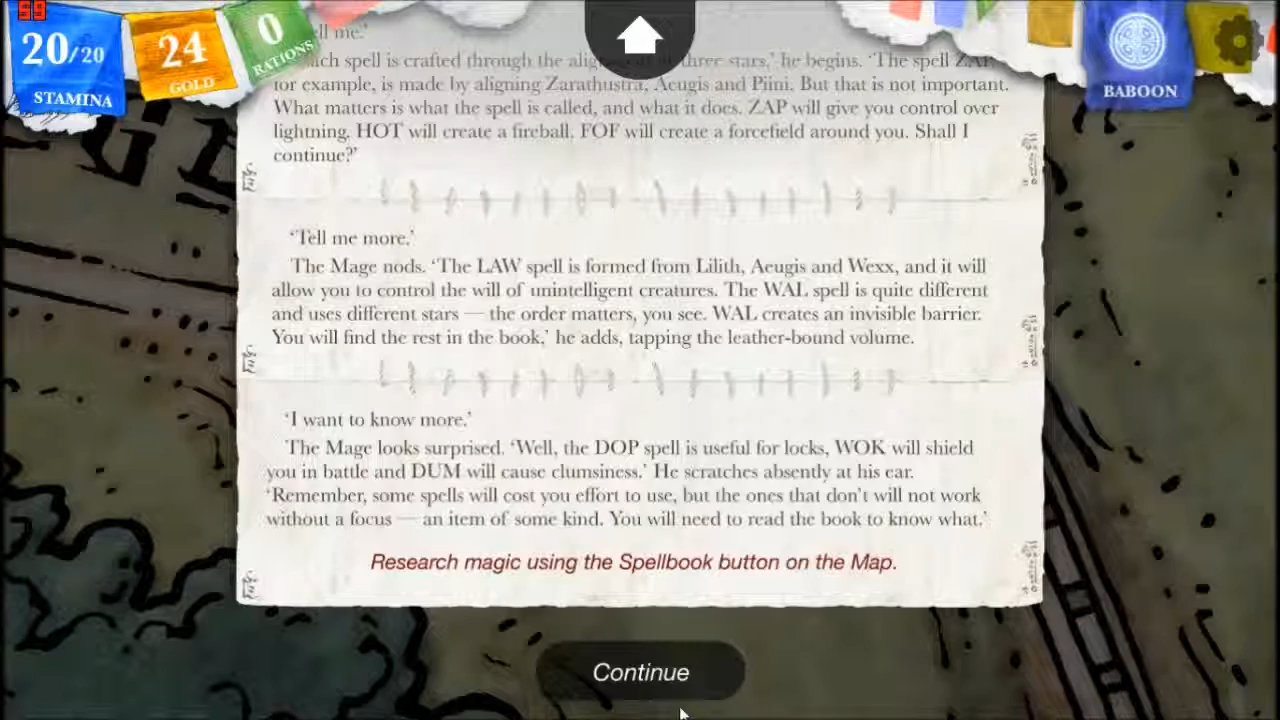 59
20/20
STAMINA
24
GOLD
0
RATIONS
BABOON
ell me.'
ach spell is crafted through the alig three stars,' he begins. 'The spell ZAP,
for example, is made by aligning Zarathustra, Aeugis and Piini. But that is not important.
What matters is what the spell is called, and what it does. ZAP will give you control over
lightning. HOT will create a fireball. FOF will create a forcefield around you. Shall I
continue?'
'Tell me more.'
The Mage nods. 'The LAW spell is formed from Lilith, Aeugis and Wexx, and it will
allow you to control the will of unintelligent creatures. The WAL spell is quite different
and uses different stars — the order matters, you see. WAL creates an invisible barrier.
You will find the rest in the book,' he adds, tapping the leather-bound volume.
'I want to know more.'
The Mage looks surprised. 'Well, the DOP spell is useful for locks, WOK will shield
you in battle and DUM will cause clumsiness.' He scratches absently at his ear.
'Remember, some spells will cost you effort to use, but the ones that don't will not work
without a focus — an item of some kind. You will need to read the book to know what.'
Research magic using the Spellbook button on the Map.
Continue